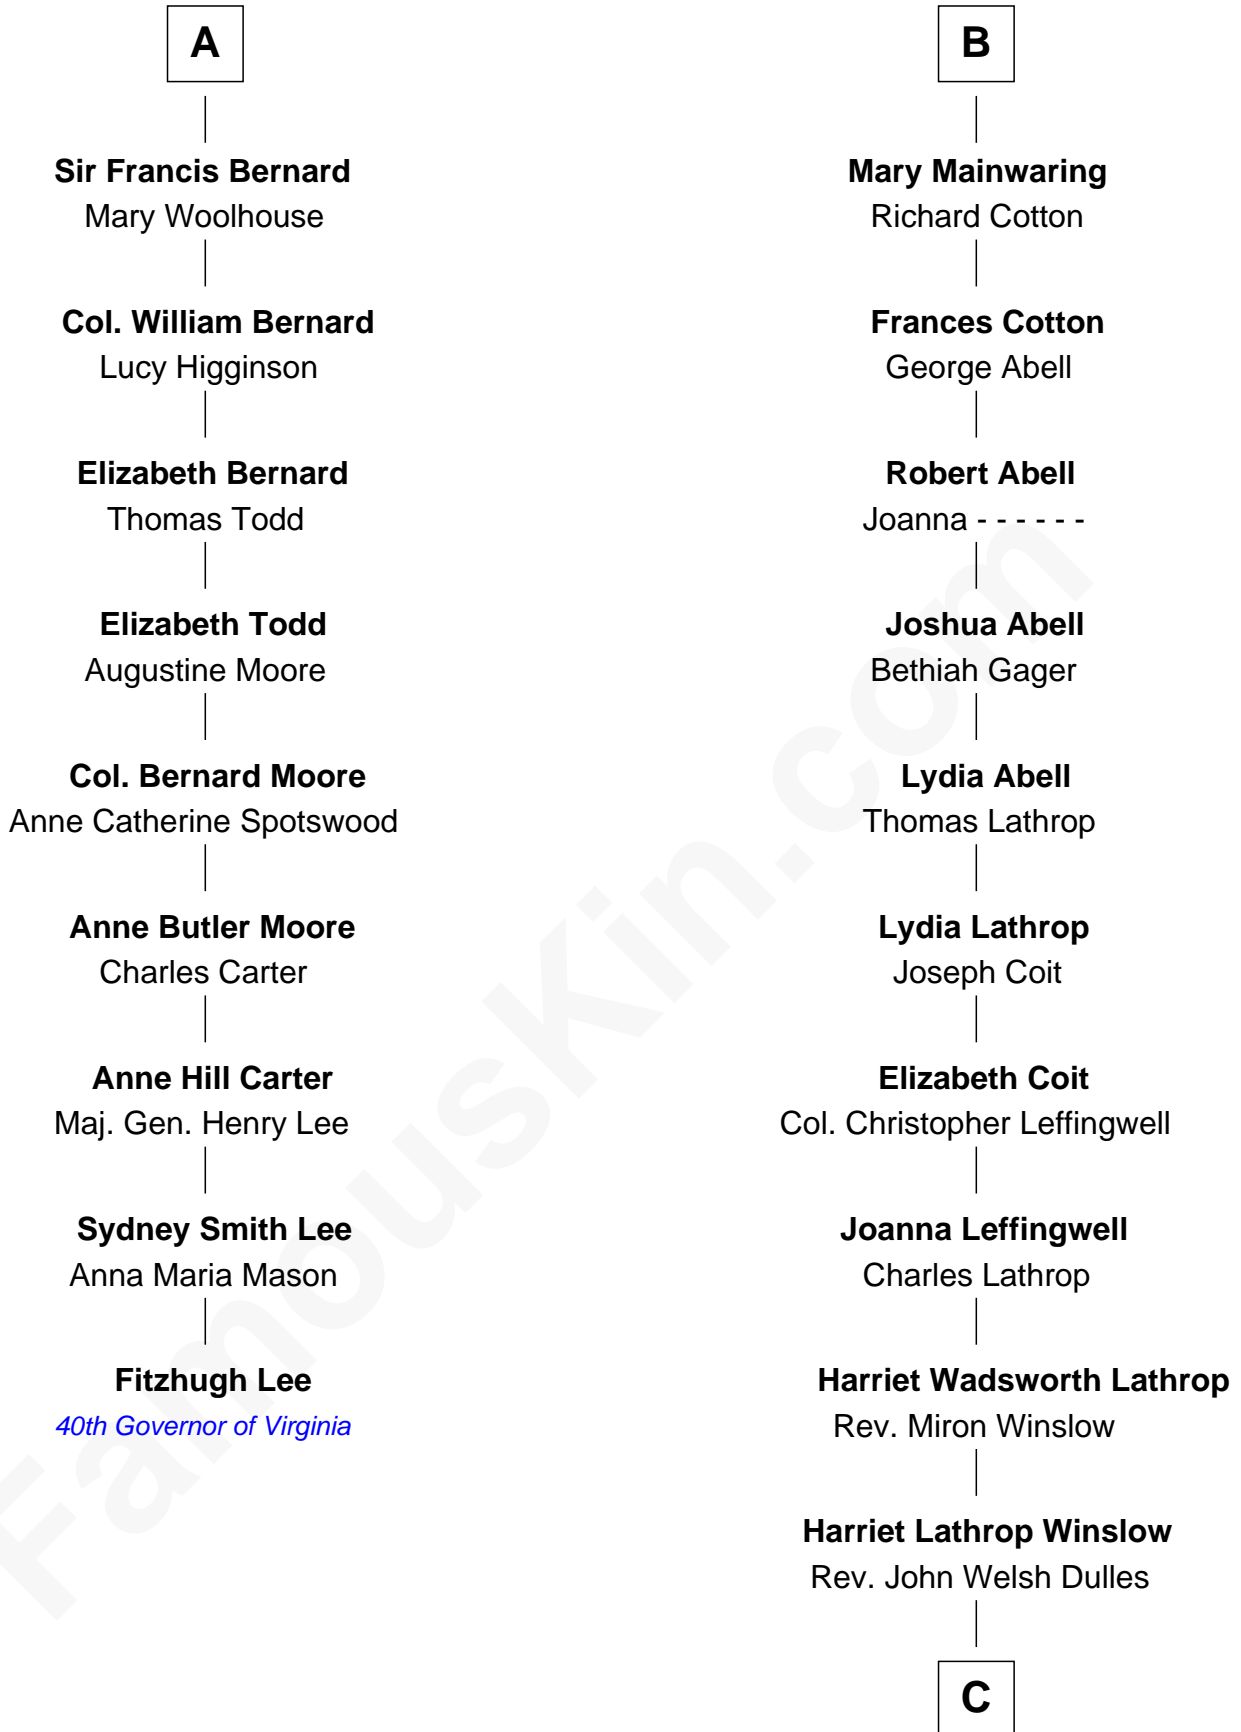 A
Sir Francis Bernard
Mary Woolhouse
Col. William Bernard
Lucy Higginson
Elizabeth Bernard
Thomas Todd
Elizabeth Todd
Augustine Moore
Col. Bernard Moore
Anne Catherine Spotswood
Anne Butler Moore
Charles Carter
Anne Hill Carter
Maj. Gen. Henry Lee
Sydney Smith Lee
Anna Maria Mason
Fitzhugh Lee
40th Governor of Virginia
B
Mary Mainwaring
Richard Cotton
Frances Cotton
George Abell
Robert Abell
Joanna - - - - - -
Joshua Abell
Bethiah Gager
Lydia Abell
Thomas Lathrop
Lydia Lathrop
Joseph Coit
Elizabeth Coit
Col. Christopher Leffingwell
Joanna Leffingwell
Charles Lathrop
Harriet Wadsworth Lathrop
Rev. Miron Winslow
Harriet Lathrop Winslow
Rev. John Welsh Dulles
C
FamousKin.com